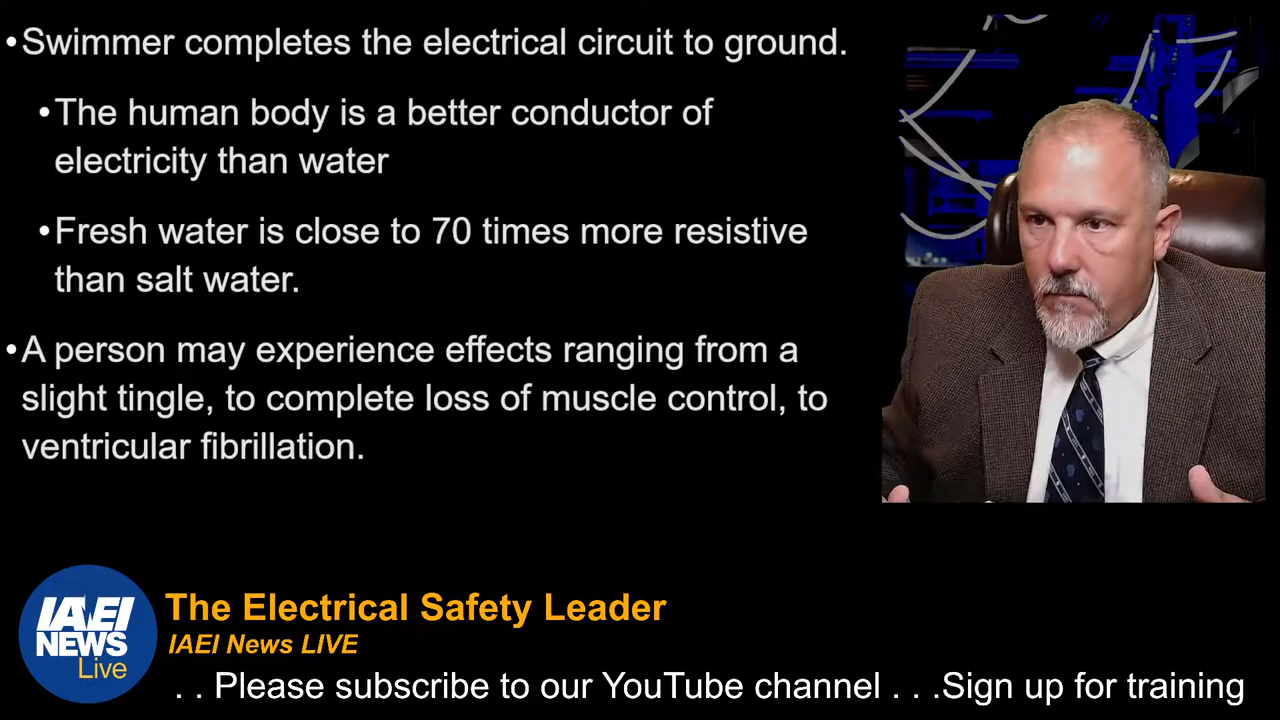 •Swimmer completes the electrical circuit to ground.
•The human body is a better conductor of
electricity than water
•Fresh water is close to 70 times more resistive
than salt water.
•A person may experience effects ranging from a
slight tingle, to complete loss of muscle control, to
ventricular fibrillation.
IAEI
NEWS
Live
The Electrical Safety Leader
IAEI News LIVE
. . Please subscribe to our YouTube channel . . .Sign up for training